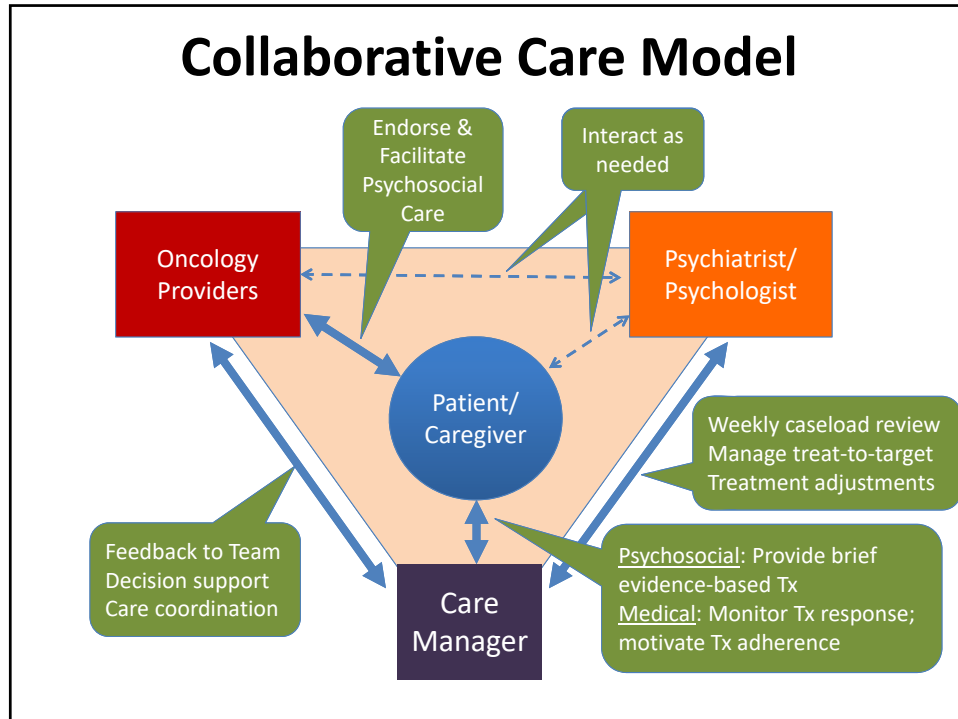 Collaborative Care Model
Endorse &
Facilitate
Psychosocial
Care
Interact as
needed
Oncology
Providers
Psychiatrist/
Psychologist
Patient/
Caregiver
Weekly caseload review
Manage treat-to-target
Treatment adjustments
Feedback to Team
Decision support
Care coordination
Psychosocial: Provide brief
evidence-based Tx
Medical: Monitor Tx response;
motivate Tx adherence
Care
Manager